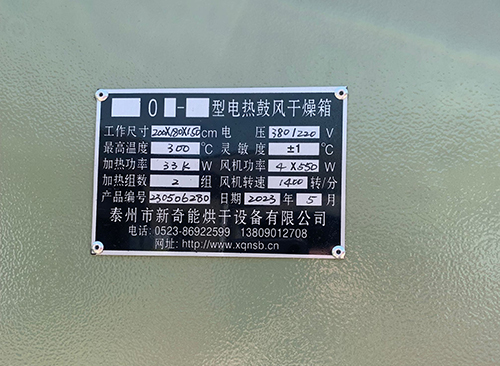 0 - 型电热鼓风干燥箱
工作尺寸 200X180X150cm 电 压 380/220 V
最高温度 300 ℃ 灵敏度 ±1 ℃
加热功率 33K W 风机功率 4X550 W
加热组数 2 组 风机转速 1400 转/分
产品编号 230506280 日期 2023 年 5 月
泰州市新奇能烘干设备有限公司
电话: 0523-86922599 13809012708
网址: http://www.xqnsb.cn